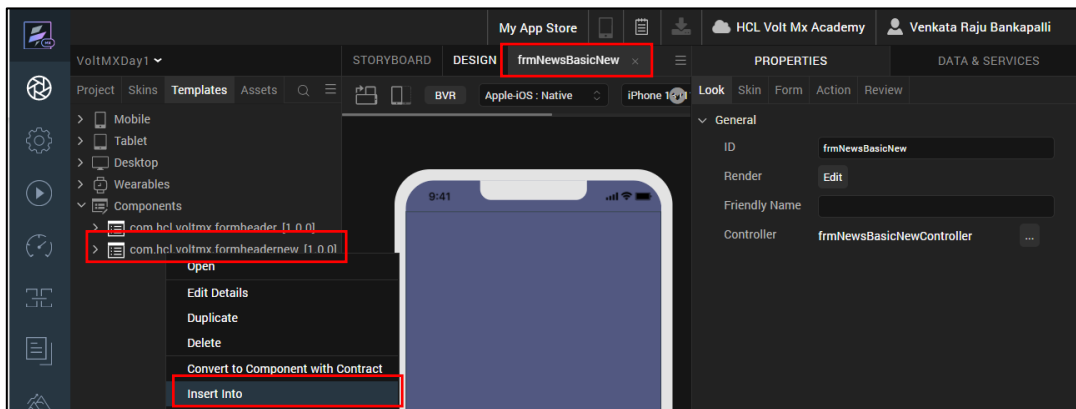 My App Store HCL Volt Mx Academy Venkata Raju Bankapalli
VoltMXDay1 STORYBOARD DESIGN frmNewsBasicNew × PROPERTIES DATA & SERVICES
Project Skins Templates Assets BVR Apple-iOS : Native iPhone Look Skin Form Action Review
Mobile
Tablet
Desktop
Wearables
Components
com.hcl.voltmx.formheader [1.0.0]
com.hcl.voltmx.formheadernew [1.0.0]
Open
Edit Details
Duplicate
Delete
Convert to Component with Contract
Insert Into
9:41
General
ID frmNewsBasicNew
Render Edit
Friendly Name
Controller frmNewsBasicNewController ...